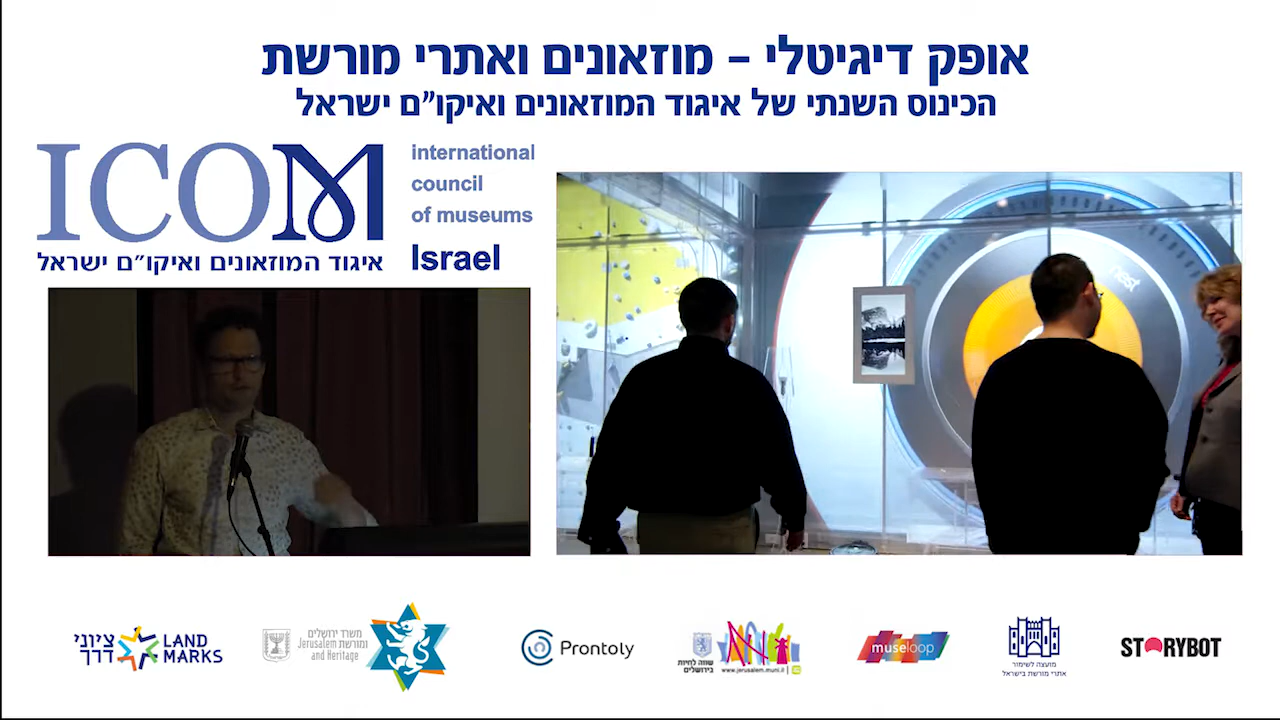 אופק דיגיטלי - מוזאונים ואתרי מורשת
הכינוס השנתי של איגוד המוזאונים ואיקו״ם ישראל
ICOM
international
council
of museums
Israel
איגוד המוזאונים ואיקו״ם ישראל
nest
ציוני
דרך
LAND
MARKS
משרד ירושלים
ומורשת
Jerusalem
and Heritage
Prontoly
שווה לחיות
בירושלים
www.jerusalem.muni.il
museloop
מועצה לשימור
אתרי מורשת בישראל
STORYBOT